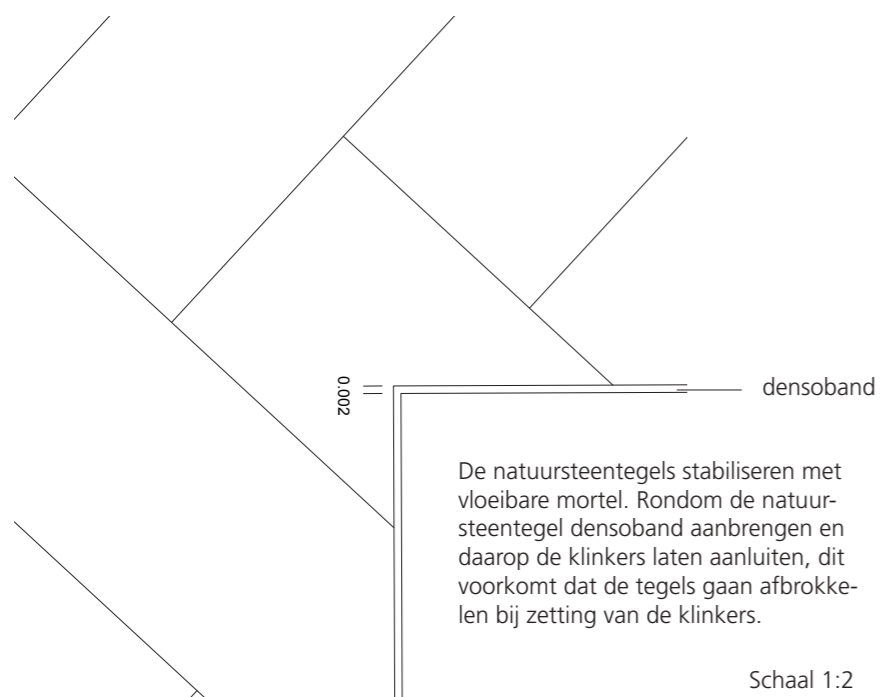 0.002
densoband
De natuursteentegels stabiliseren met
vloeibare mortel. Rondom de natuur-
steentegel densoband aanbrengen en
daarop de klinkers laten aanluiten, dit
voorkomt dat de tegels gaan afbrokke-
len bij zetting van de klinkers.
Schaal 1:2